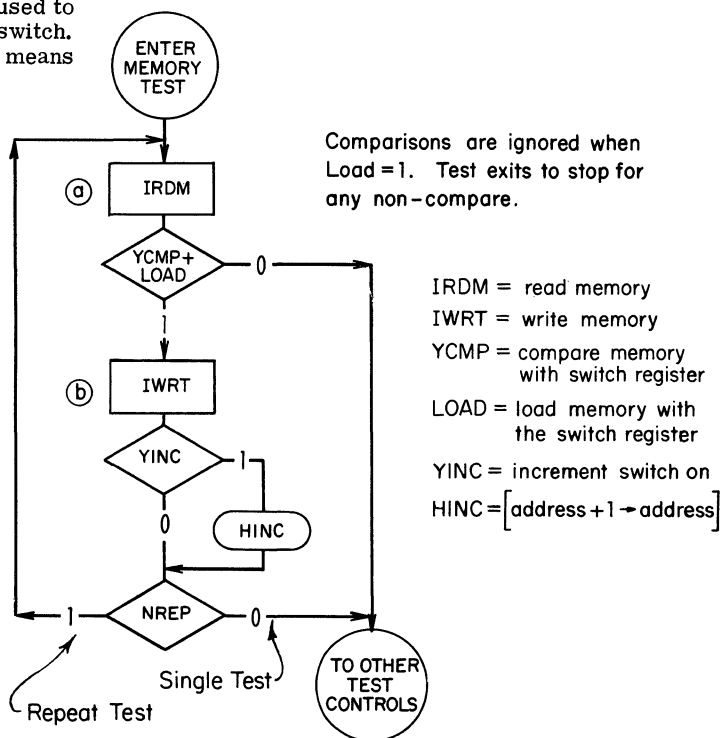 used to
switch.
means
ENTER
MEMORY
TEST
Comparisons are ignored when
Load = 1. Test exits to stop for
any non-compare.
ⓐ
IRDM
YCMP+
LOAD
0
1
ⓑ
IWRT
YINC
1
0
HINC
NREP
1
0
Single Test
Repeat Test
TO OTHER
TEST
CONTROLS
IRDM = read memory
IWRT = write memory
YCMP = compare memory
with switch register
LOAD = load memory with
the switch register
YINC = increment switch on
HINC = [address + 1 → address]